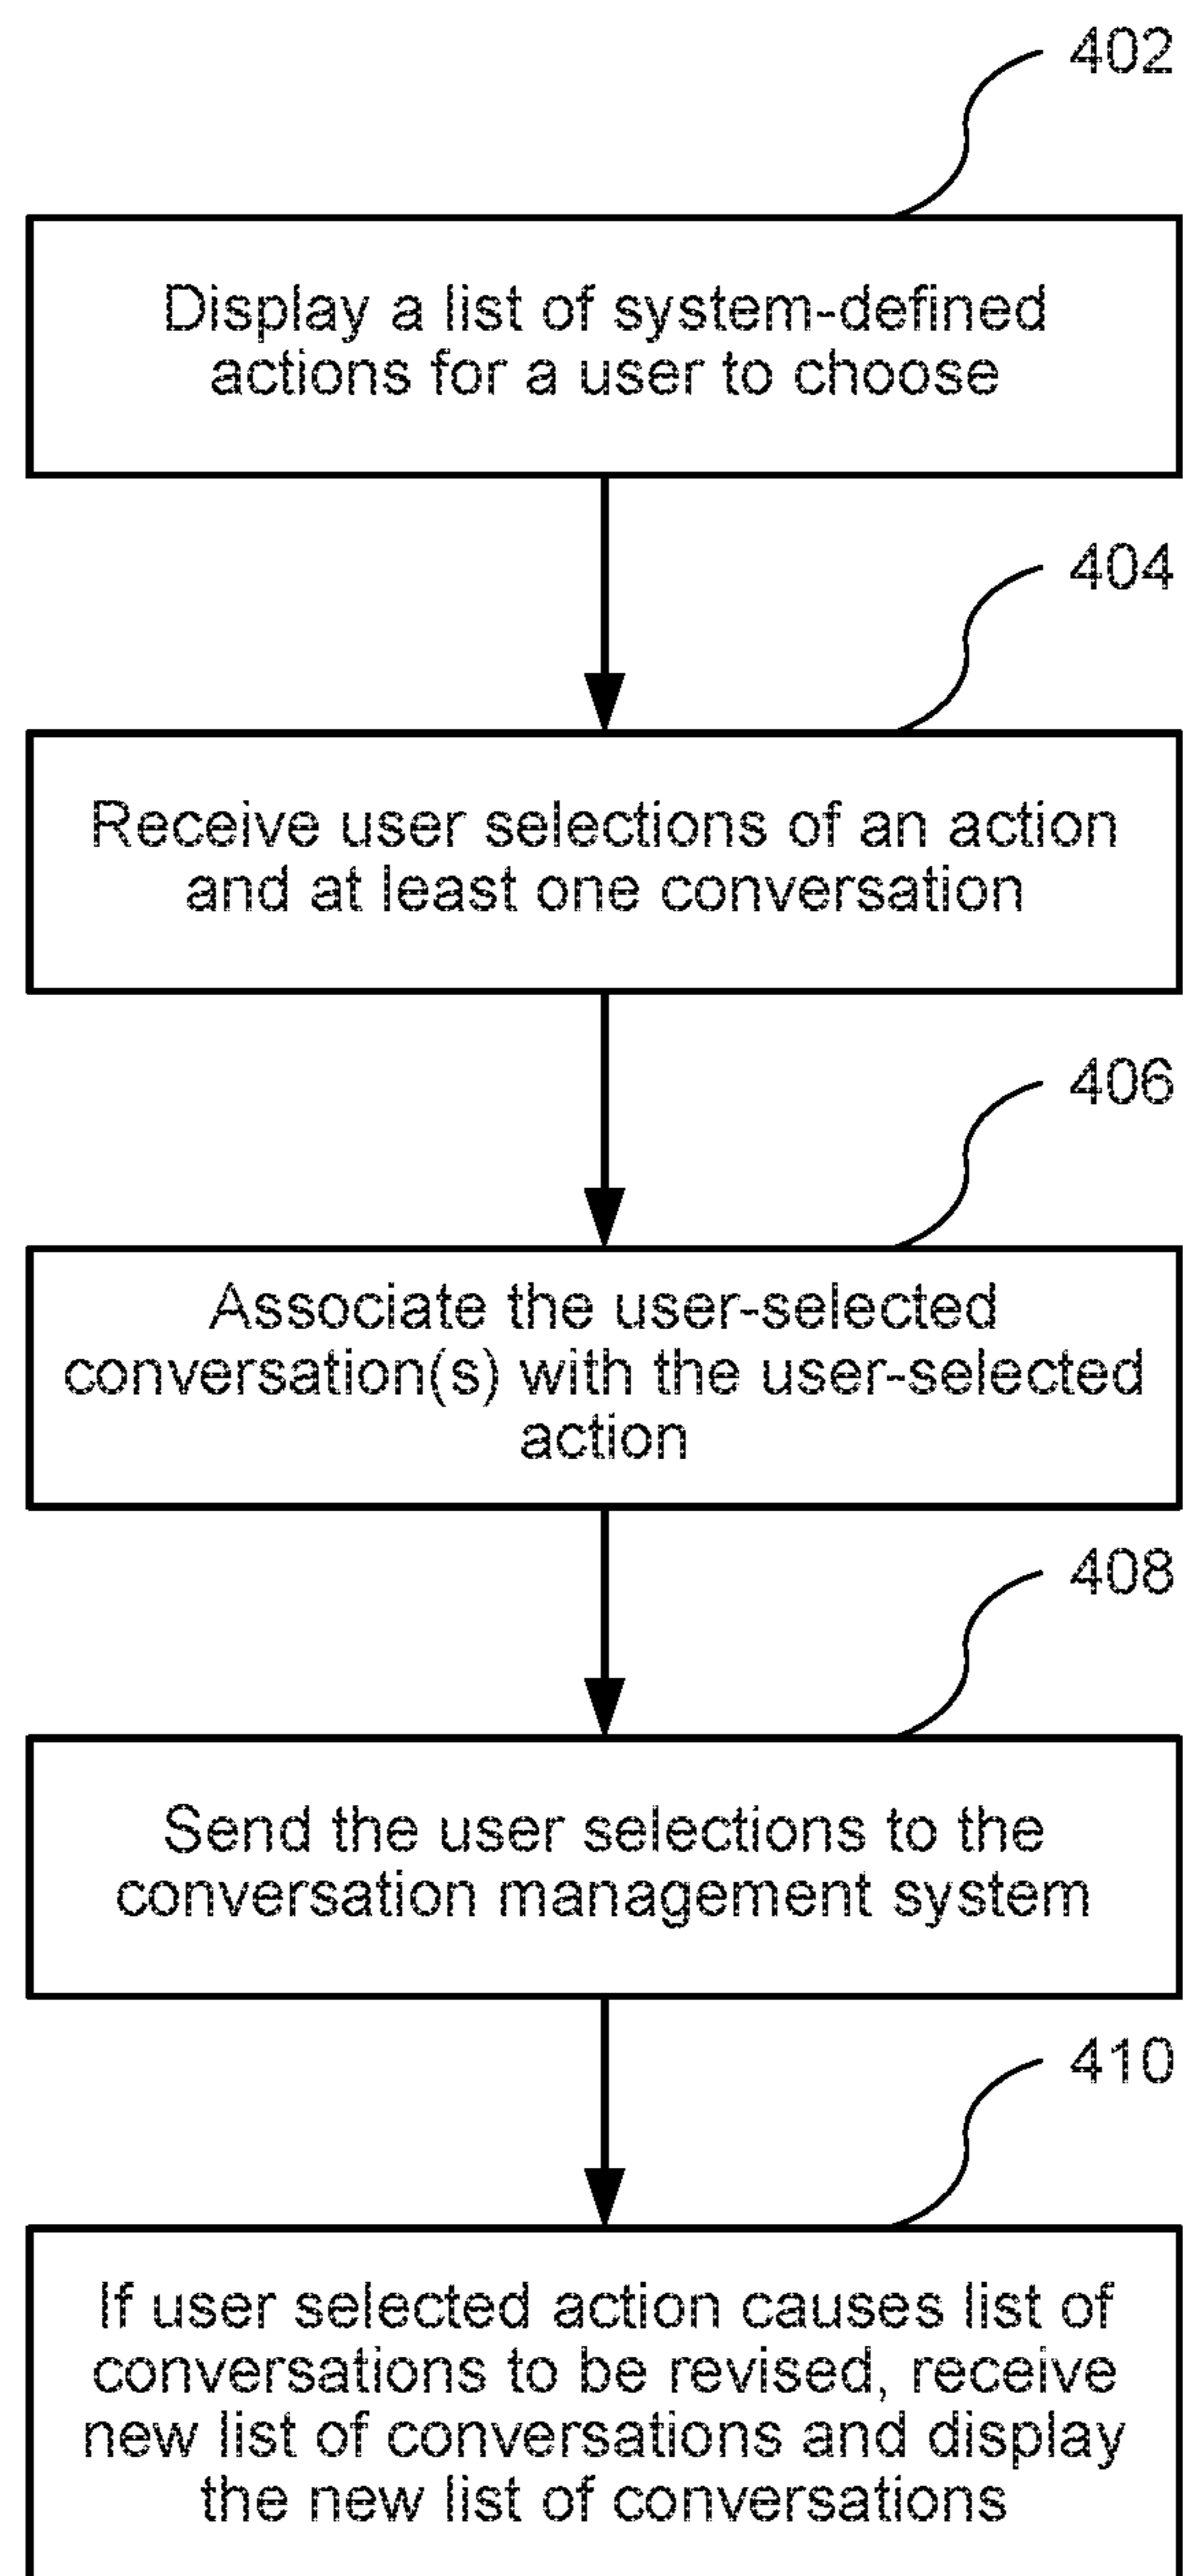 402
Display a list of system-defined
actions for a user to choose
404
Receive user selections of an action
and at least one conversation
406
Associate the user-selected
conversation(s) with the user-selected
action
408
Send the user selections to the
conversation management system
410
If user selected action causes list of
conversations to be revised, receive
new list of conversations and display
the new list of conversations